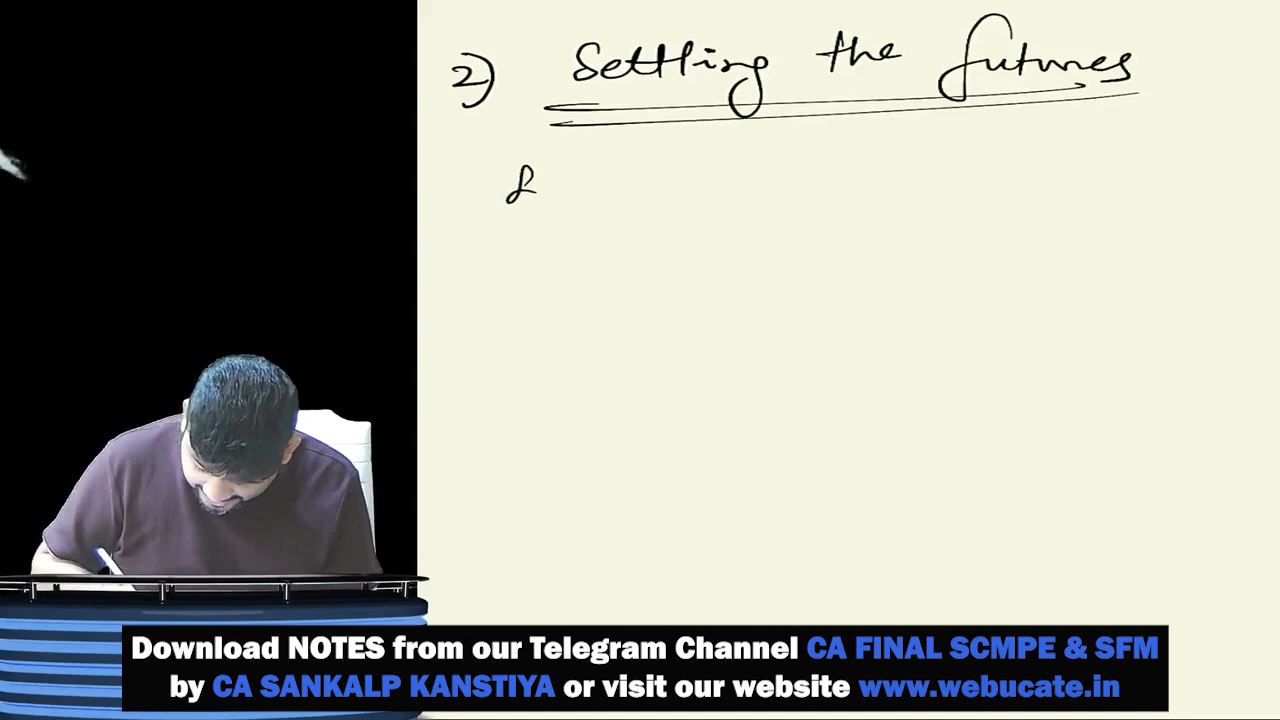 2) Settling the futures
Download NOTES from our Telegram Channel CA FINAL SCMPE & SFM
by CA SANKALP KANSTIYA or visit our website www.webucate.in